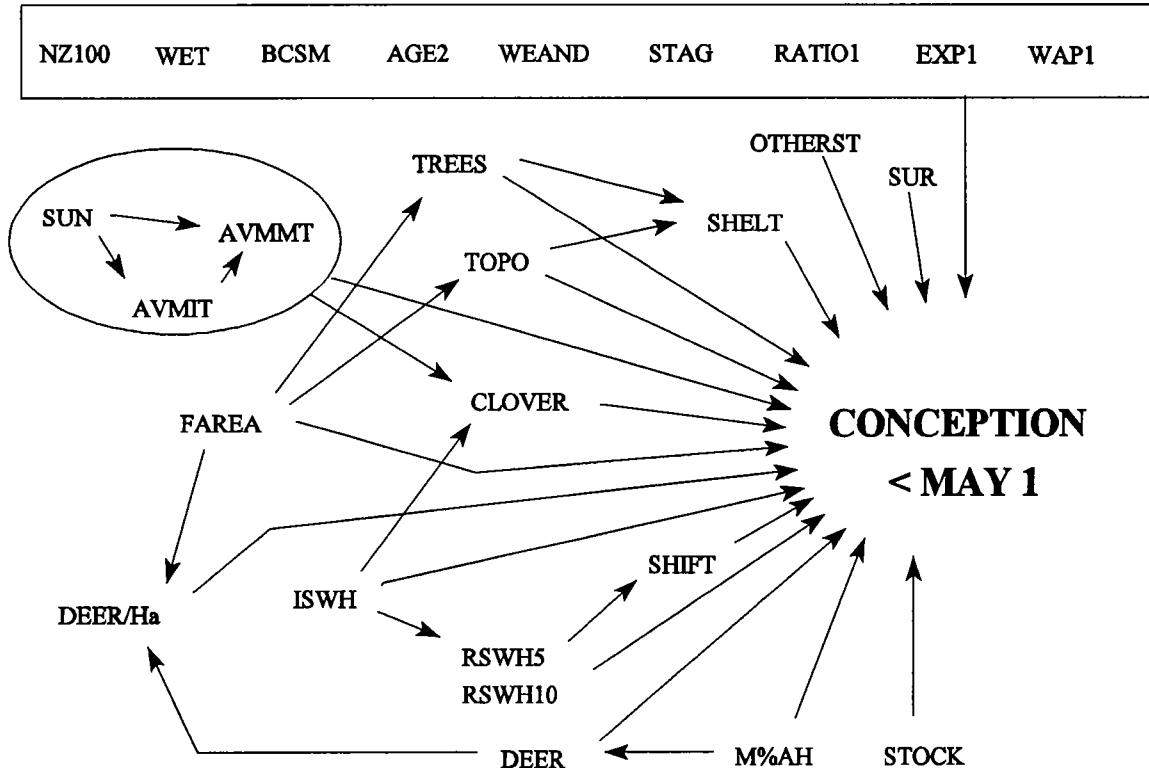 NZ100 WET BCSM AGE2 WEAND STAG RATIO1 EXP1 WAP1
OTHERST
TREES
SUR
SUN
AVMMT
SHELT
TOPO
AVMIT
CLOVER
FAREA
CONCEPTION
< MAY 1
SHIFT
ISWH
DEER/Ha
RSWH5
RSWH10
DEER
M%AH
STOCK